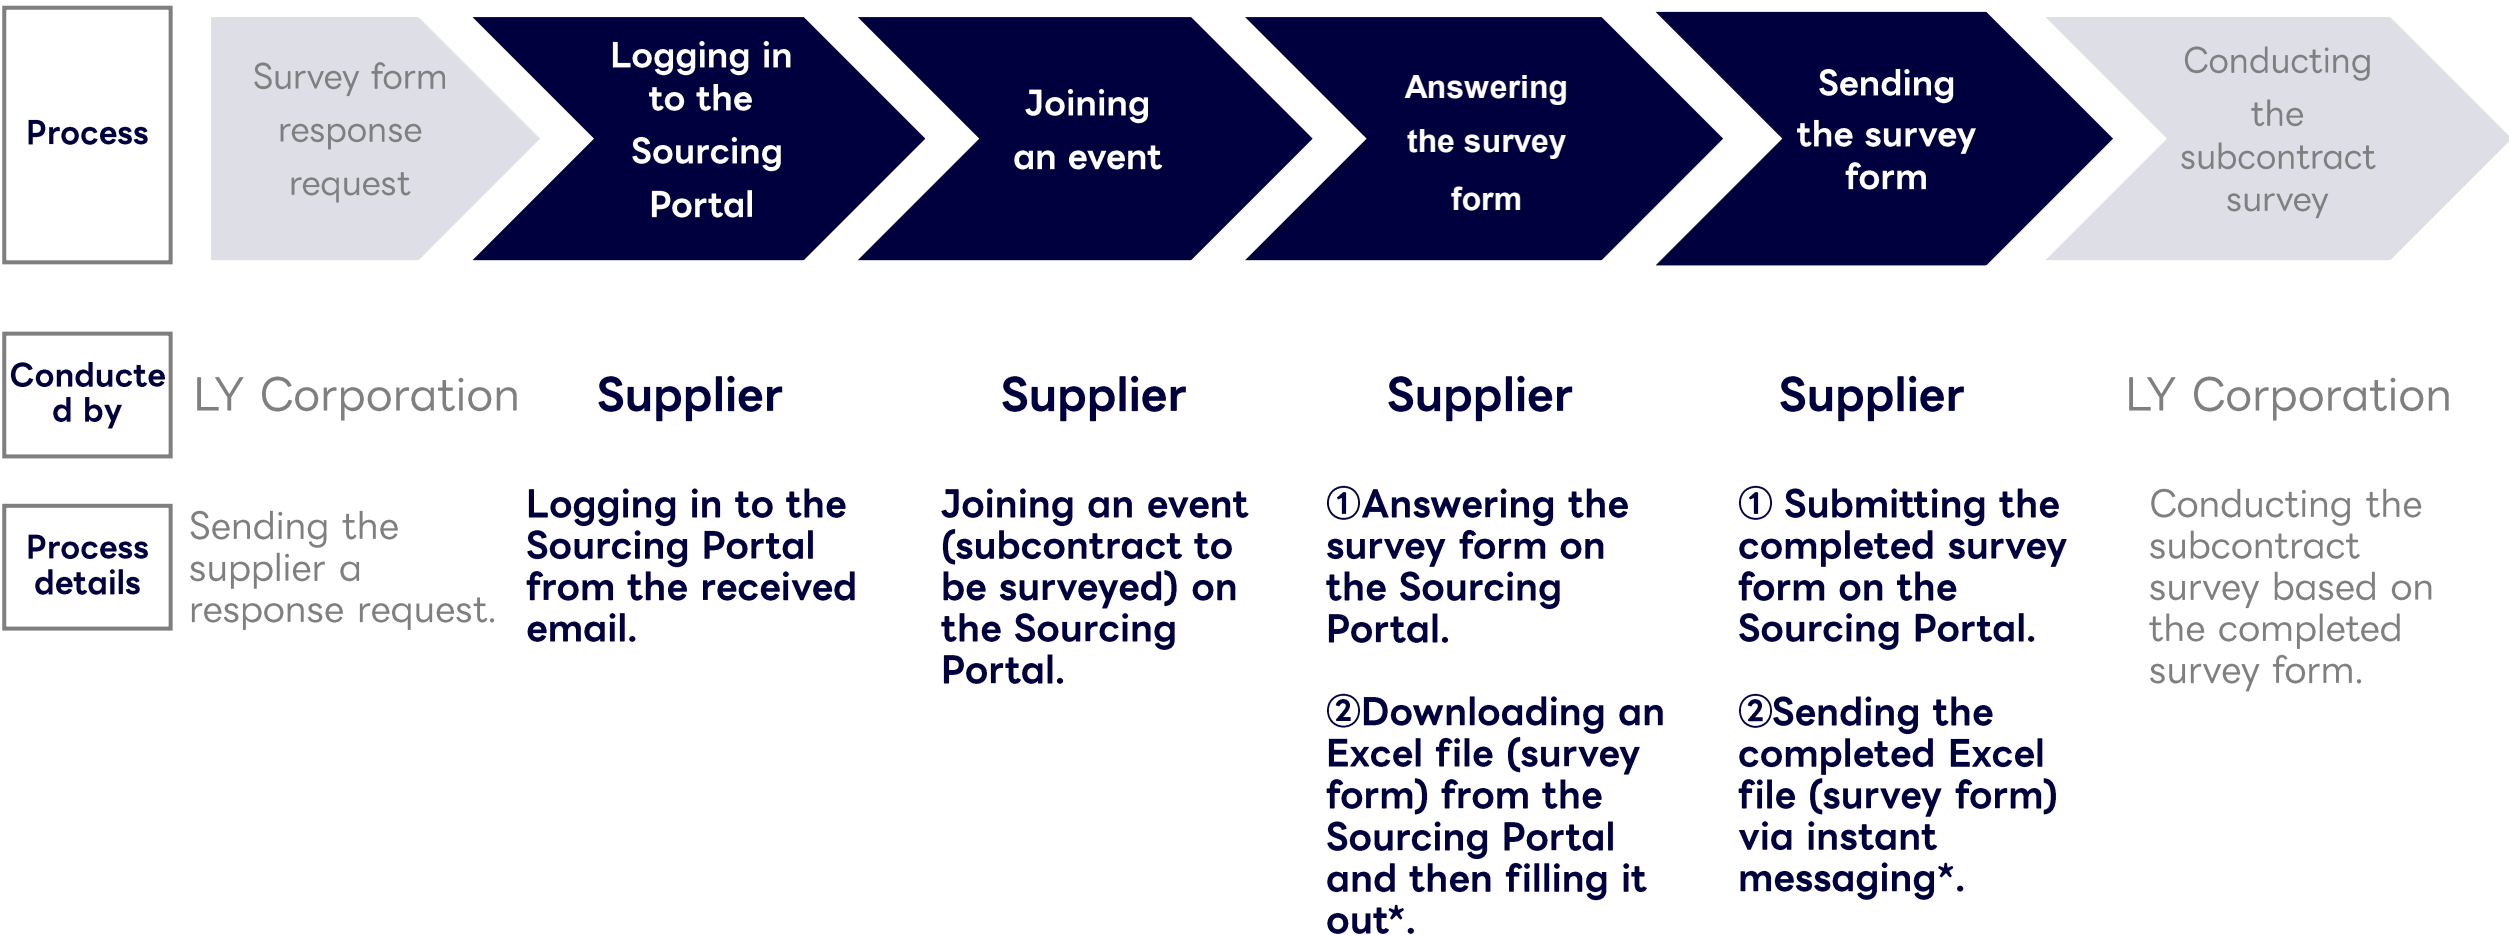 Process
Survey form
response
request
Logging in
to the
Sourcing
Portal
Joining
an event
Answering
the survey
form
Sending
the survey
form
Conducting
the
subcontract
survey
Conducte
d by
LY Corporation
Supplier
Supplier
Supplier
Supplier
LY Corporation
Process
details
Sending the
supplier a
response request.
Logging in to the
Sourcing Portal
from the received
email.
Joining an event
(subcontract to
be surveyed) on
the Sourcing
Portal.
①Answering the
survey form on
the Sourcing
Portal.
②Downloading an
Excel file (survey
form) from the
Sourcing Portal
and then filling it
out*.
① Submitting the
completed survey
form on the
Sourcing Portal.
②Sending the
completed Excel
file (survey form)
via instant
messaging*.
Conducting the
subcontract
survey based on
the completed
survey form.